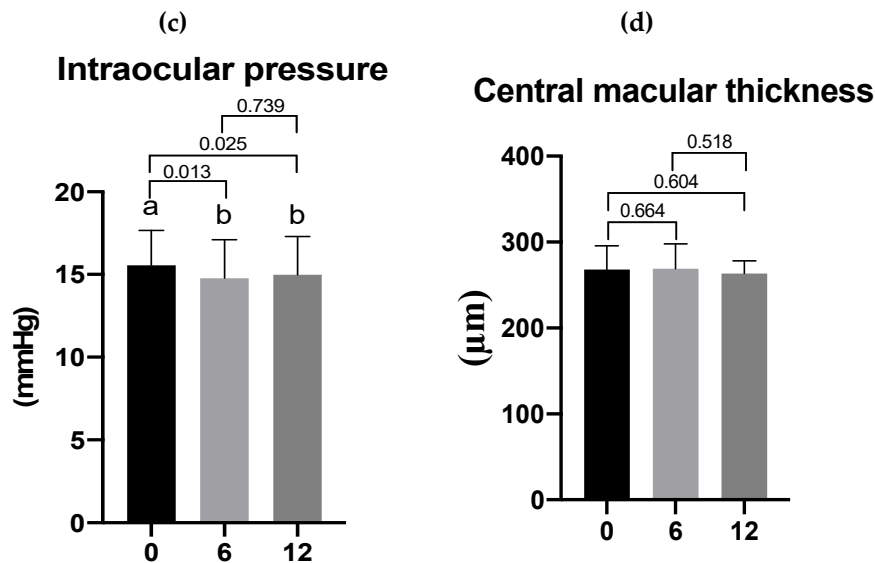 (c)
Intraocular pressure
0.739
0.025
0.013
a
b
b
20
15
10
5
0
(mmHg)
0 6 12
(d)
Central macular thickness
0.518
0.604
0.664
400
300
200
100
0
(μm)
0 6 12